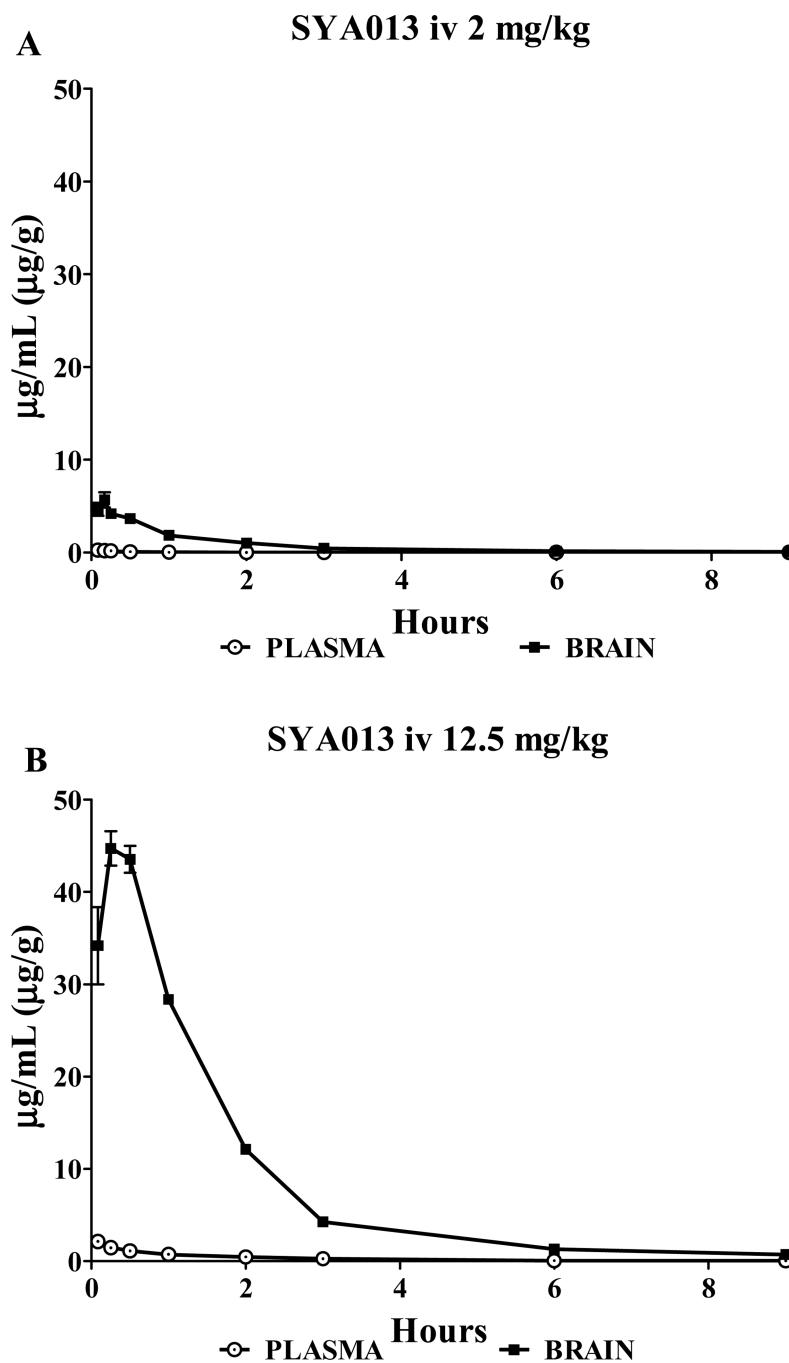 A
SYA013 iv 2 mg/kg
50
40
30
20
10
0
µg/mL (µg/g)
0 2 4 6 8
Hours
PLASMA BRAIN
B
SYA013 iv 12.5 mg/kg
50
40
30
20
10
0
µg/mL (µg/g)
0 2 4 6 8
Hours
PLASMA BRAIN